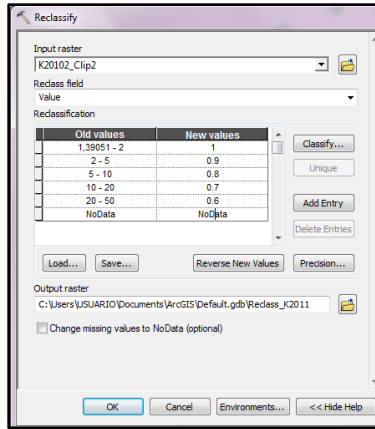 Reclassify
Input raster
K20102_Clip2
Reclass field
Value
Reclassification
Old values New values
1,39051 - 2 1
2 - 5 0.9
5 - 10 0.8
10 - 20 0.7
20 - 50 0.6
NoData NoData
Classify...
Unique
Add Entry
Delete Entries
Load... Save... Reverse New Values Precision...
Output raster
C:\Users\USUARIO\Documents\ArcGIS\Default.gdb\Reclass_K2011
Change missing values to NoData (optional)
OK Cancel Environments... << Hide Help